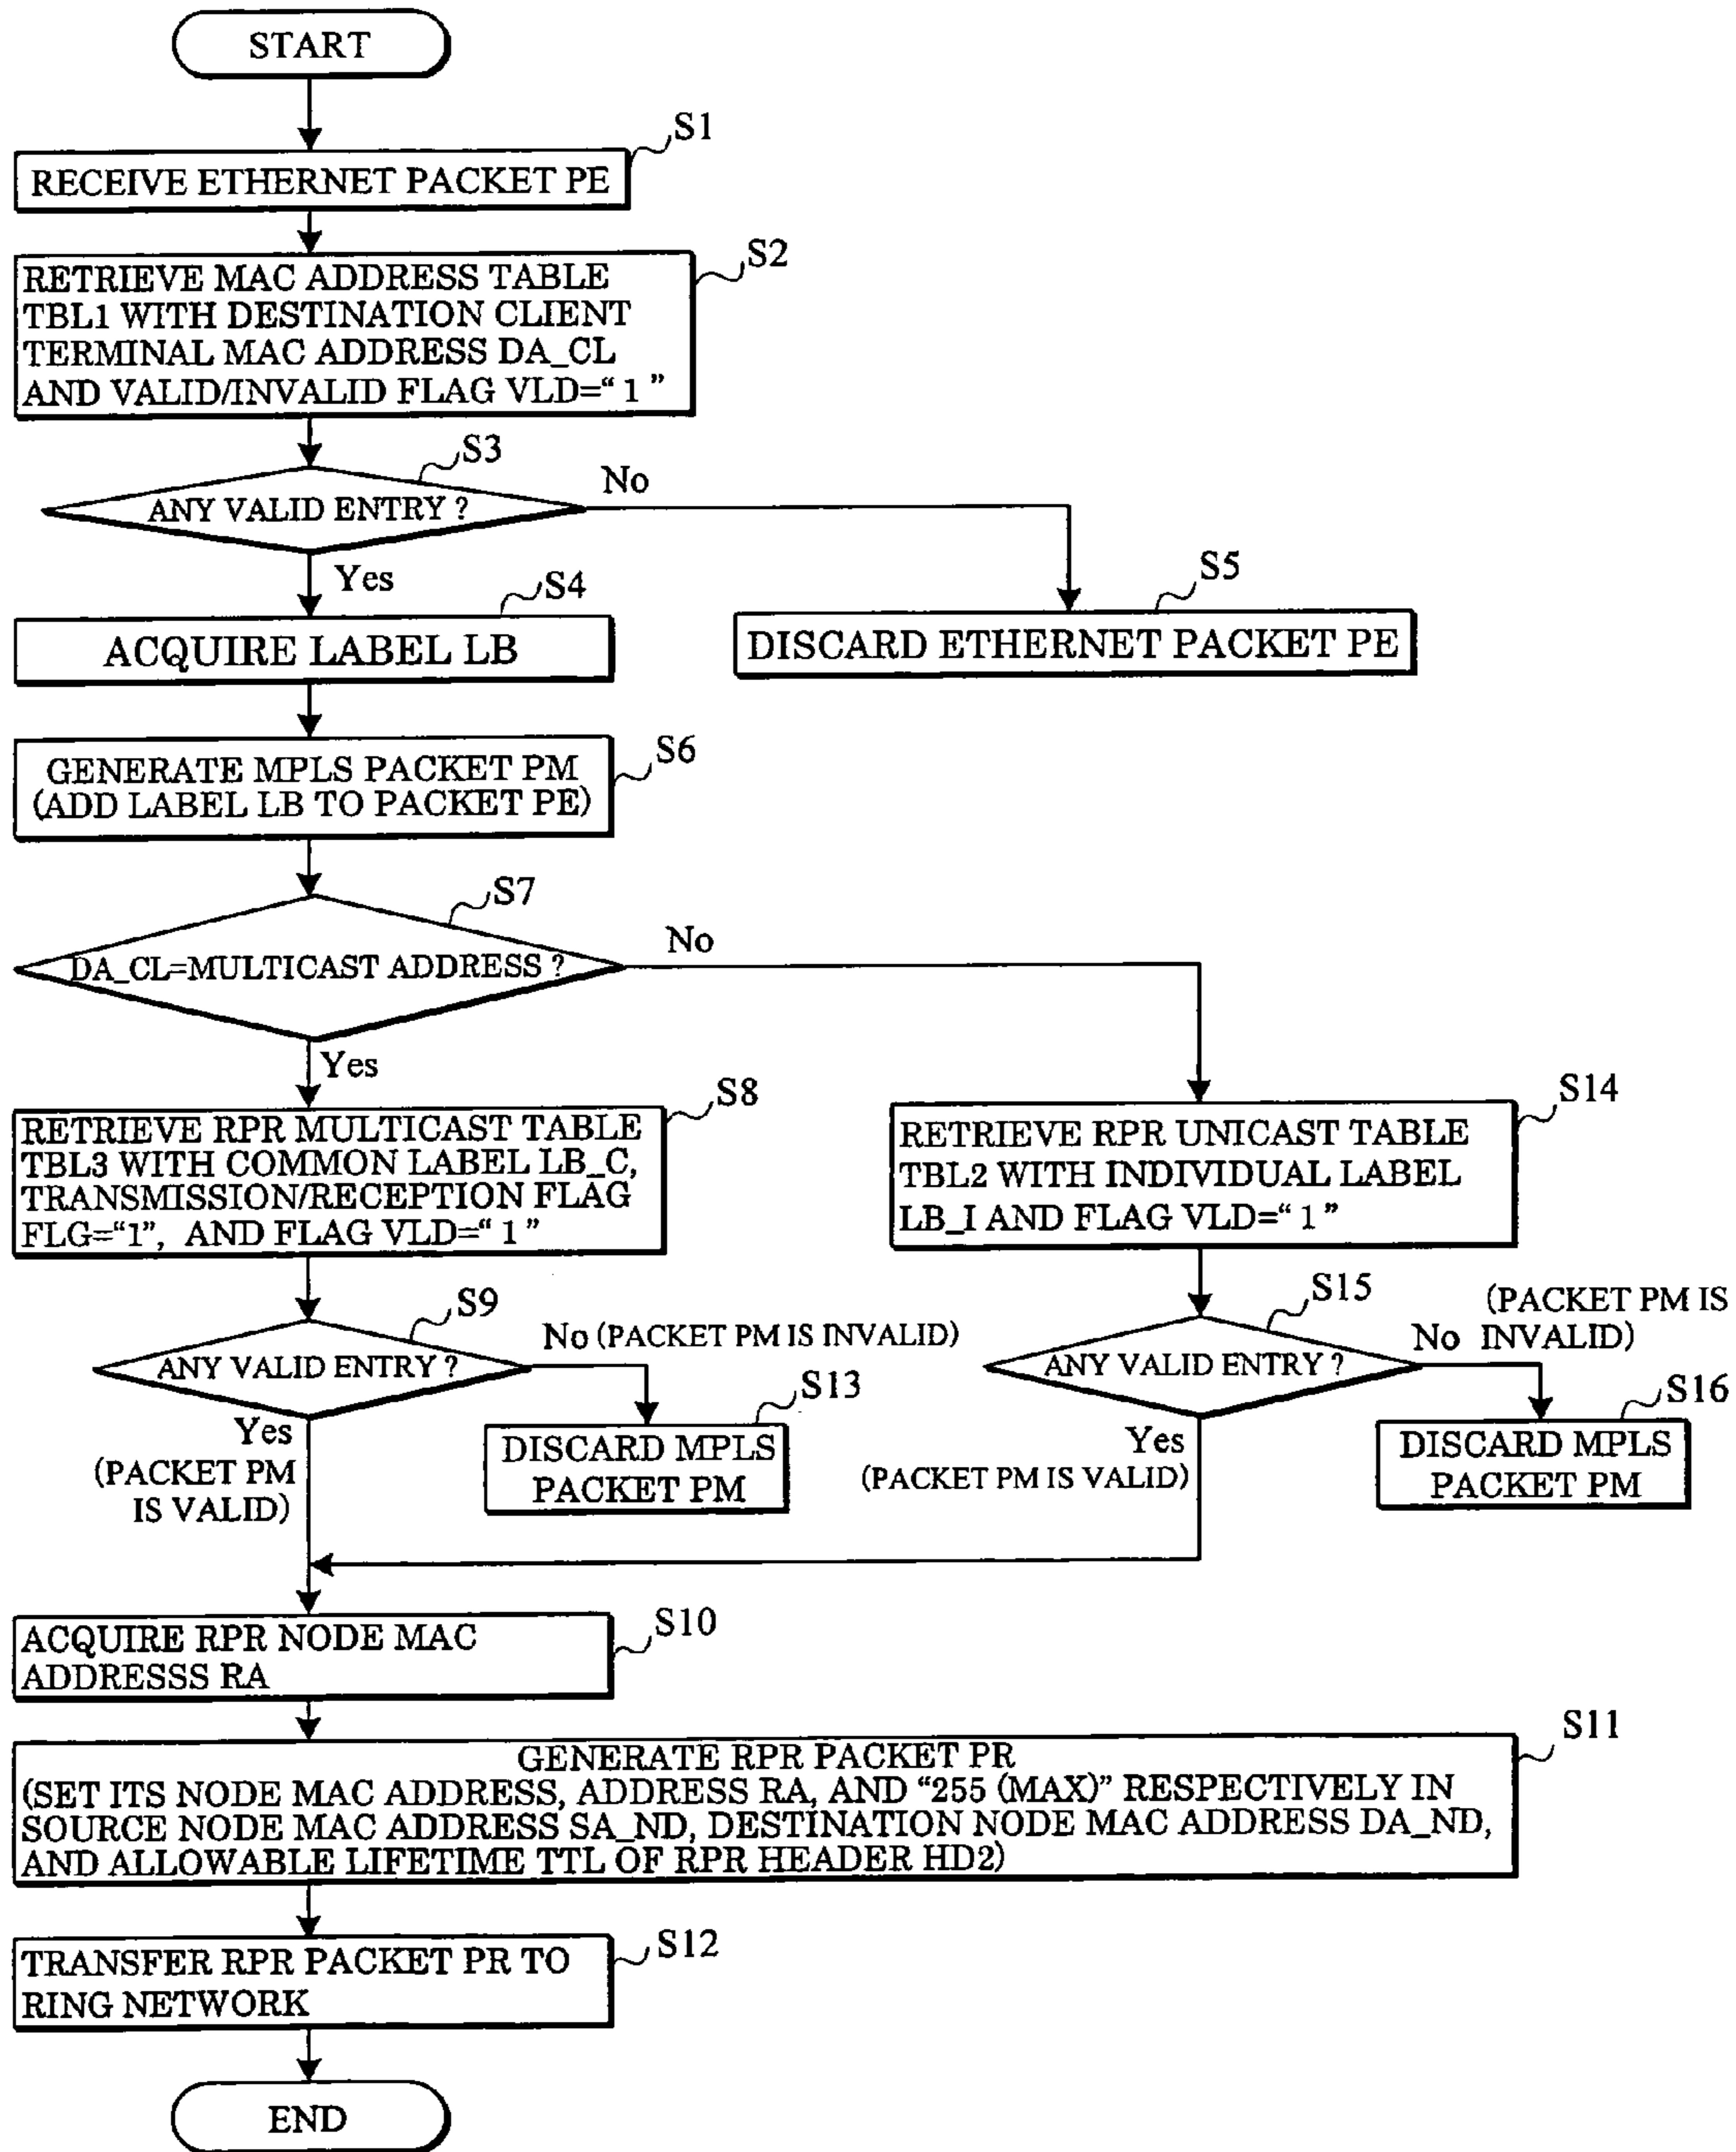 START
S1
RECEIVE ETHERNET PACKET PE
S2
RETRIEVE MAC ADDRESS TABLE
TBL1 WITH DESTINATION CLIENT
TERMINAL MAC ADDRESS DA_CL
AND VALID/INVALID FLAG VLD=“ 1 ”
S3
ANY VALID ENTRY ?
No
Yes
S4
ACQUIRE LABEL LB
S5
DISCARD ETHERNET PACKET PE
S6
GENERATE MPLS PACKET PM
(ADD LABEL LB TO PACKET PE)
S7
DA_CL=MULTICAST ADDRESS ?
No
Yes
S8
RETRIEVE RPR MULTICAST TABLE
TBL3 WITH COMMON LABEL LB_C,
TRANSMISSION/RECEPTION FLAG
FLG=“1”, AND FLAG VLD=“ 1 ”
S14
RETRIEVE RPR UNICAST TABLE
TBL2 WITH INDIVIDUAL LABEL
LB_I AND FLAG VLD=“ 1 ”
S9
ANY VALID ENTRY ?
No (PACKET PM IS INVALID)
S13
DISCARD MPLS
PACKET PM
Yes
(PACKET PM
IS VALID)
S15
ANY VALID ENTRY ?
(PACKET PM IS
No INVALID)
S16
DISCARD MPLS
PACKET PM
Yes
(PACKET PM IS VALID)
S10
ACQUIRE RPR NODE MAC
ADDRESSS RA
S11
GENERATE RPR PACKET PR
(SET ITS NODE MAC ADDRESS, ADDRESS RA, AND “255 (MAX)” RESPECTIVELY IN
SOURCE NODE MAC ADDRESS SA_ND, DESTINATION NODE MAC ADDRESS DA_ND,
AND ALLOWABLE LIFETIME TTL OF RPR HEADER HD2)
S12
TRANSFER RPR PACKET PR TO
RING NETWORK
END